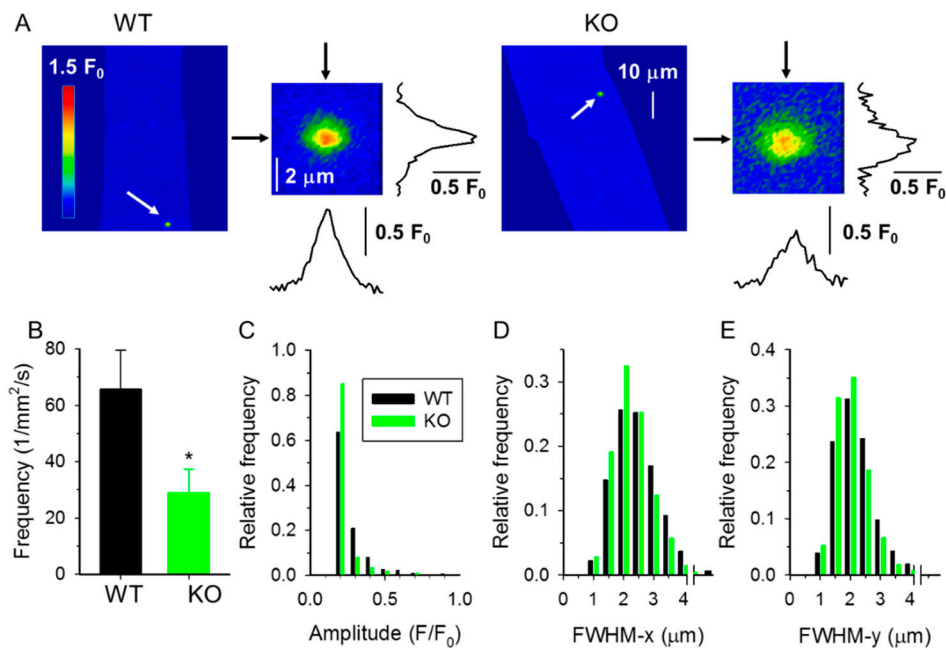 A
WT
KO
1.5 F0
10 μm
2 μm
0.5 F0
0.5 F0
0.5 F0
0.5 F0
B
C
D
E
Frequency (1/mm²/s)
80
60
40
20
0
*
WT
KO
Relative frequency
1.0
0.8
0.6
0.4
0.2
0.0
WT
KO
0.0
0.5
1.0
Amplitude (F/F0)
Relative frequency
0.3
0.2
0.1
0.0
0
1
2
3
4
FWHM-x (μm)
Relative frequency
0.4
0.3
0.2
0.1
0.0
0
1
2
3
4
FWHM-y (μm)